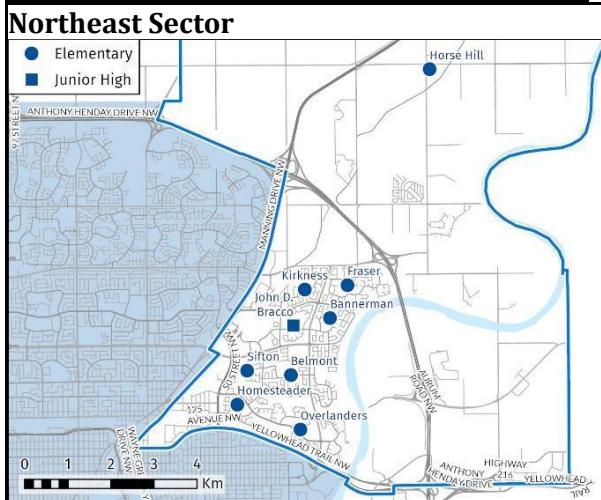 Northeast Sector
Elementary
Junior High
Horse Hill
97 STREET N
ANTHONY HENDAY DRIVE NW
MANNING DRIVE NW
Kirkness
Fraser
John D.
Bracco
Bannerman
50 STREET NW
Sifton
Belmont
Homesteader
AURUM
ROAD NW
125
AVENUE NW
Overlanders
YELLOWHEAD TRAIL NW
WAYNE GR
DRIVE NW
ANTHONY
HENDAY DRIVE
HIGHWAY
216
YELLOWHEAD
TRAIL
0 1 2 3 4
Km